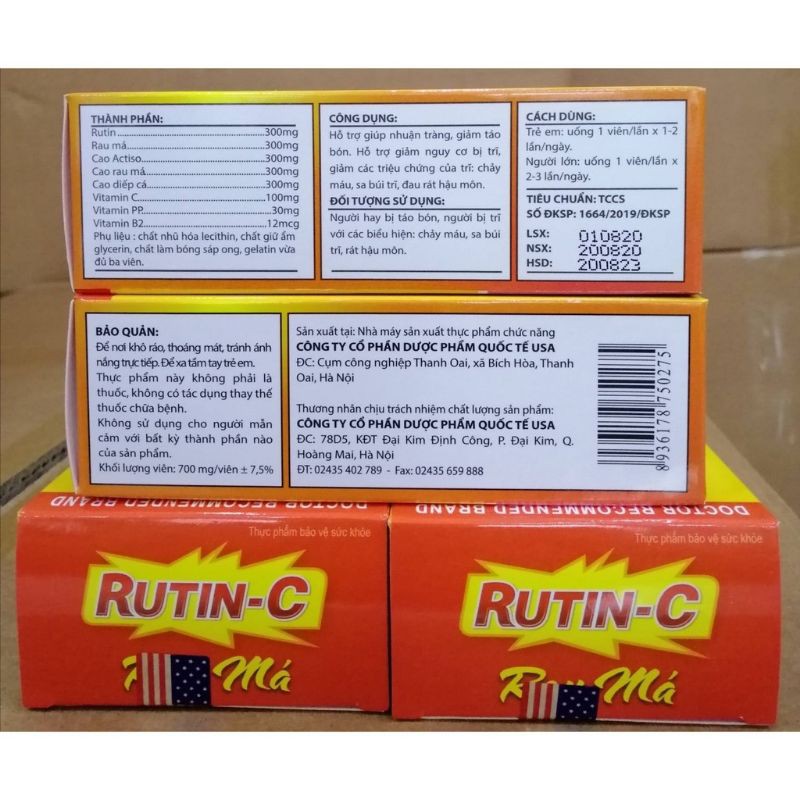 THÀNH PHẦN:
Rutin....................................300mg
Rau má.................................300mg
Cao Actiso............................300mg
Cao rau má..........................300mg
Cao diếp cá..........................300mg
Vitamin C.............................100mg
Vitamin PP.............................30mg
Vitamin B2............................12mcg
Phụ liệu : chất nhũ hóa lecithin, chất giữ ẩm
glycerin, chất làm bóng sáp ong, gelatin vừa
đủ ba viên.
CÔNG DỤNG:
Hỗ trợ giúp nhuận tràng, giảm táo
bón. Hỗ trợ giảm nguy cơ bị trĩ,
giảm các triệu chứng của trĩ: chảy
máu, sa búi trĩ, đau rát hậu môn.
ĐỐI TƯỢNG SỬ DỤNG:
Người hay bị táo bón, người bị trĩ
với các biểu hiện: chảy máu, sa búi
trĩ, rát hậu môn.
CÁCH DÙNG:
Trẻ em: uống 1 viên/lần x 1-2
lần/ngày.
Người lớn: uống 1 viên/lần x
2-3 lần/ngày.
TIÊU CHUẨN: TCCS
SỐ ĐKSP: 1664/2019/ĐKSP
LSX: 010820
NSX: 200820
HSD: 200823
BẢO QUẢN:
Để nơi khô ráo, thoáng mát, tránh ánh
nắng trực tiếp. Để xa tầm tay trẻ em.
Thực phẩm này không phải là
thuốc, không có tác dụng thay thế
thuốc chữa bệnh.
Không sử dụng cho người mẫn
cảm với bất kỳ thành phần nào
của sản phẩm.
Khối lượng viên: 700 mg/viên ± 7,5%
Sản xuất tại: Nhà máy sản xuất thực phẩm chức năng
CÔNG TY CỔ PHẦN DƯỢC PHẨM QUỐC TẾ USA
ĐC: Cụm công nghiệp Thanh Oai, xã Bích Hòa, Thanh
Oai, Hà Nội
Thương nhân chịu trách nhiệm chất lượng sản phẩm:
CÔNG TY CỔ PHẦN DƯỢC PHẨM QUỐC TẾ USA
ĐC: 78D5, KĐT Đại Kim Định Công, P. Đại Kim, Q.
Hoàng Mai, Hà Nội
ĐT: 02435 402 789 - Fax: 02435 659 888
8936178750275
DOCTOR RECOMMENDED BRAND
Thực phẩm bảo vệ sức khỏe
RUTIN-C
Má
DOCTOR RECOMMENDED BRAND
Thực phẩm bảo vệ sức khỏe
RUTIN-C
Rau Má